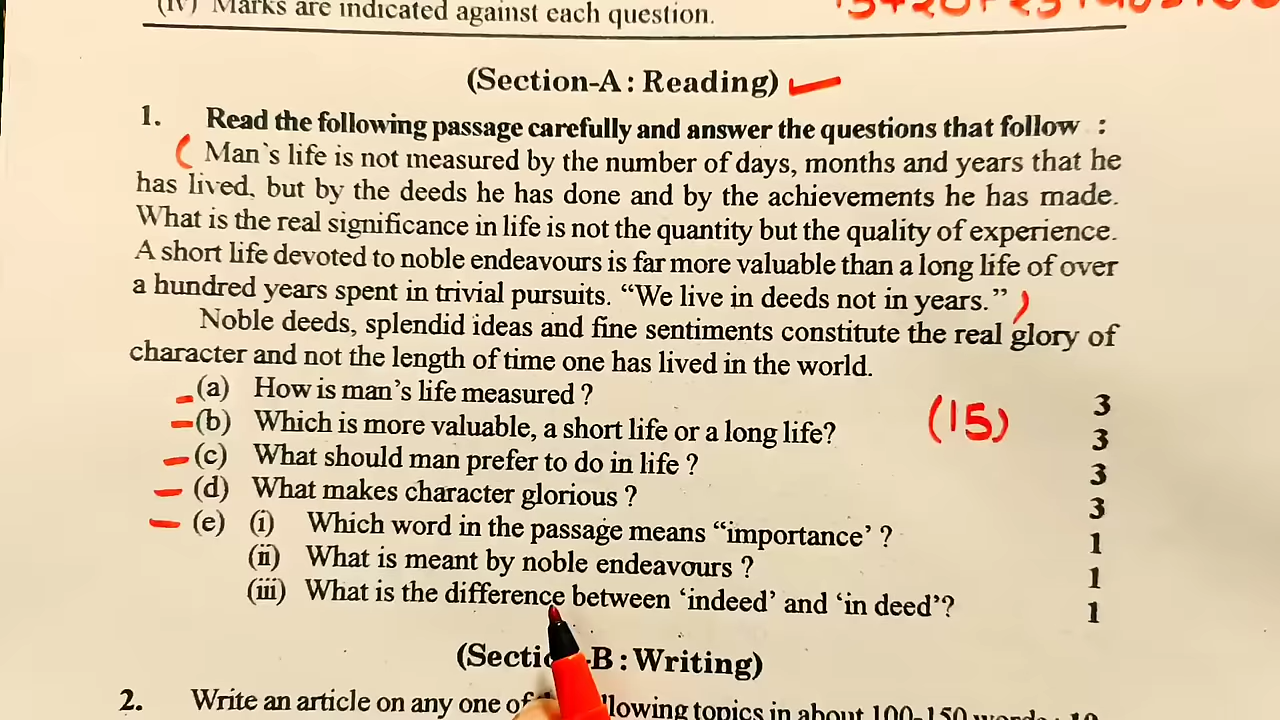 (iv) Marks are indicated against each question.
(Section-A : Reading)
1. Read the following passage carefully and answer the questions that follow :
( Man's life is not measured by the number of days, months and years that he
has lived, but by the deeds he has done and by the achievements he has made.
What is the real significance in life is not the quantity but the quality of experience.
A short life devoted to noble endeavours is far more valuable than a long life of over
a hundred years spent in trivial pursuits. “We live in deeds not in years.” )
Noble deeds, splendid ideas and fine sentiments constitute the real glory of
character and not the length of time one has lived in the world.
(a) How is man's life measured ? 3
(15)
(b) Which is more valuable, a short life or a long life? 3
(c) What should man prefer to do in life ? 3
(d) What makes character glorious ? 3
(e) (i) Which word in the passage means “importance’ ? 1
(ii) What is meant by noble endeavours ? 1
(iii) What is the difference between ‘indeed’ and ‘in deed’? 1
B : Writing)
2. Write an article on any one of following topics in about 100-150 words : 10